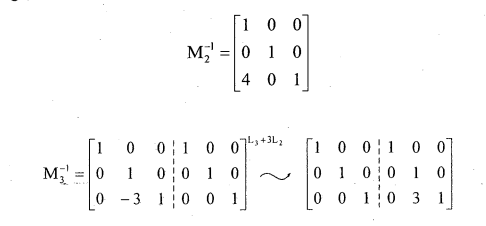 M₂⁻¹ = [1 0 0
0 1 0
4 0 1]
M₃⁻¹ = [1 0 0 ¦ 1 0 0
0 1 0 ¦ 0 1 0
0 -3 1 ¦ 0 0 1] L₃+3L₂ ~ [1 0 0 ¦ 1 0 0
0 1 0 ¦ 0 1 0
0 0 1 ¦ 0 3 1]